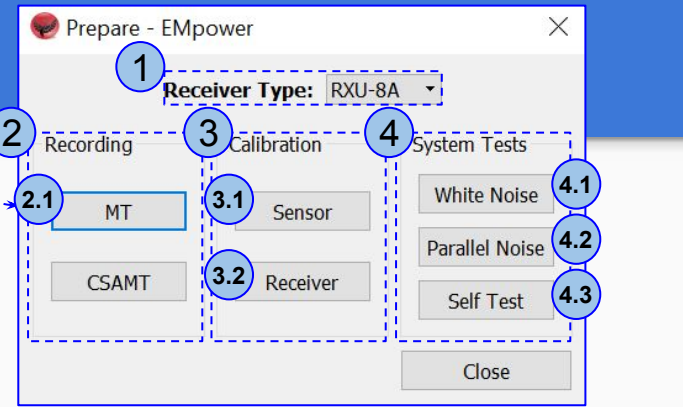 Prepare - EMpower
1
Receiver Type: RXU-8A
2 Recording
3 Calibration
4 System Tests
2.1 MT
3.1 Sensor
White Noise 4.1
Parallel Noise 4.2
CSAMT
3.2 Receiver
Self Test 4.3
Close